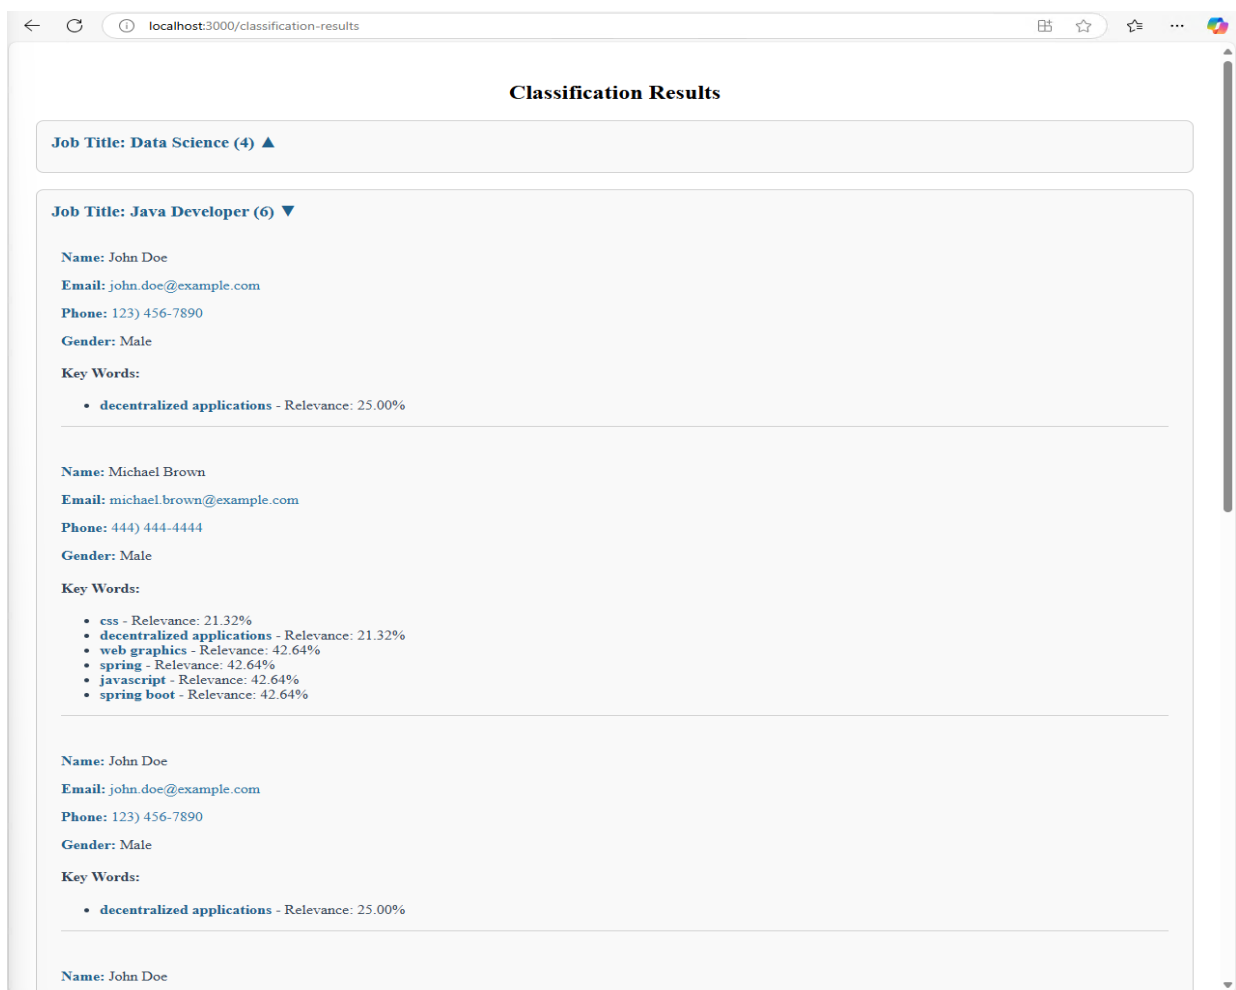 localhost:3000/classification-results
Classification Results
Job Title: Data Science (4) ▲
Job Title: Java Developer (6) ▼
Name: John Doe
Email: john.doe@example.com
Phone: 123) 456-7890
Gender: Male
Key Words:
• decentralized applications - Relevance: 25.00%
Name: Michael Brown
Email: michael.brown@example.com
Phone: 444) 444-4444
Gender: Male
Key Words:
• css - Relevance: 21.32%
• decentralized applications - Relevance: 21.32%
• web graphics - Relevance: 42.64%
• spring - Relevance: 42.64%
• javascript - Relevance: 42.64%
• spring boot - Relevance: 42.64%
Name: John Doe
Email: john.doe@example.com
Phone: 123) 456-7890
Gender: Male
Key Words:
• decentralized applications - Relevance: 25.00%
Name: John Doe